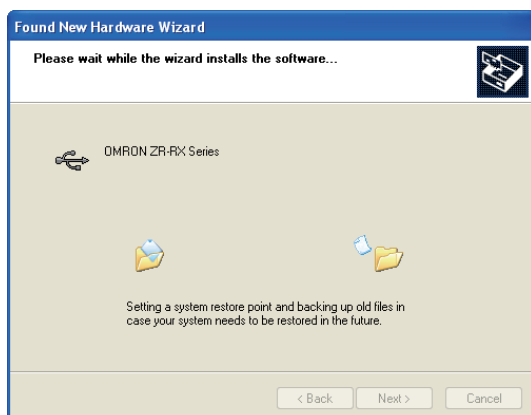 Found New Hardware Wizard
Please wait while the wizard installs the software...
OMRON ZR-RX Series
Setting a system restore point and backing up old files in
case your system needs to be restored in the future.
< Back
Next >
Cancel